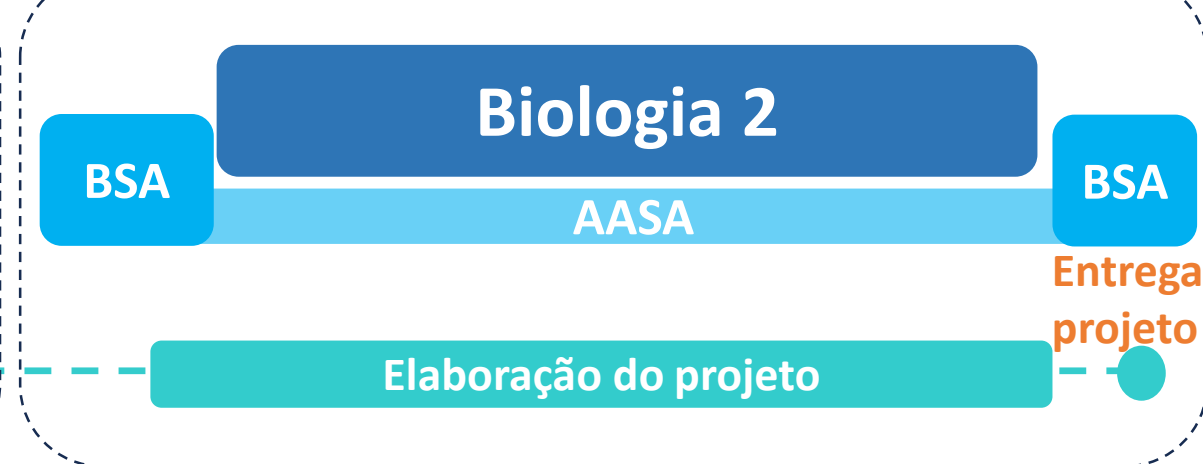 Biologia 2
BSA
BSA
AASA
Entrega
projeto
Elaboração do projeto